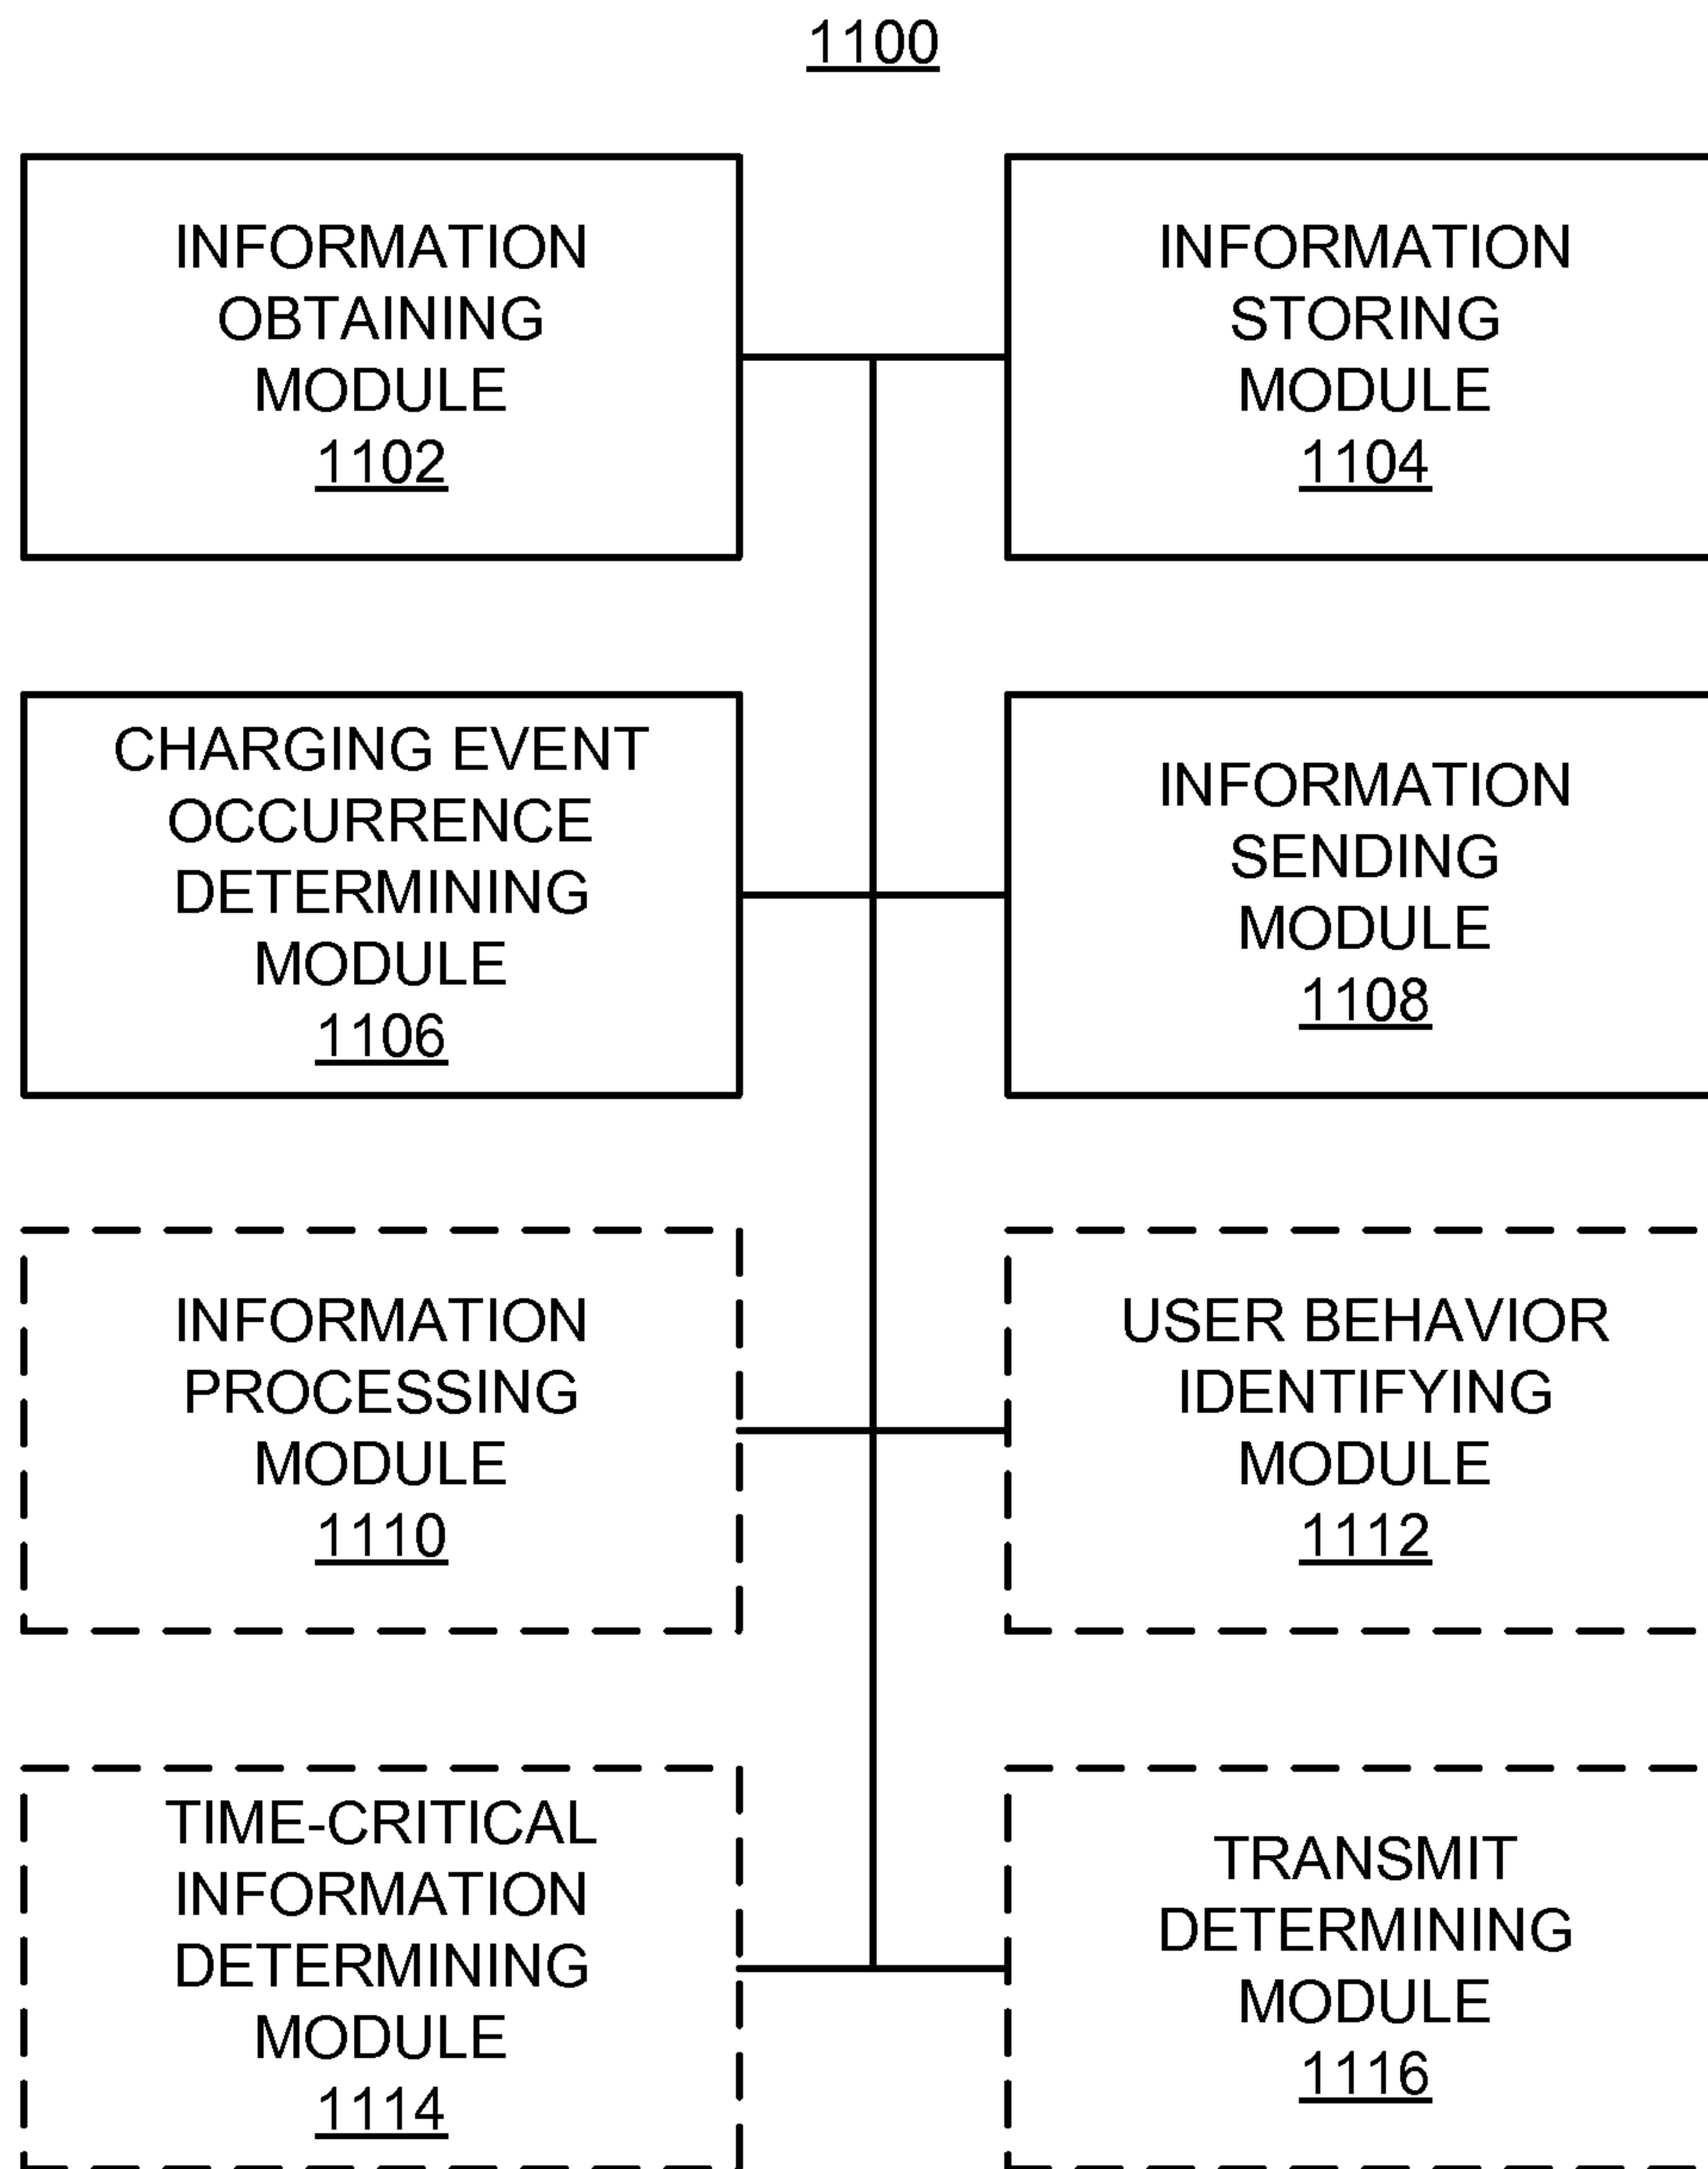 1100
INFORMATION
OBTAINING
MODULE
1102
INFORMATION
STORING
MODULE
1104
CHARGING EVENT
OCCURRENCE
DETERMINING
MODULE
1106
INFORMATION
SENDING
MODULE
1108
INFORMATION
PROCESSING
MODULE
1110
USER BEHAVIOR
IDENTIFYING
MODULE
1112
TIME-CRITICAL
INFORMATION
DETERMINING
MODULE
1114
TRANSMIT
DETERMINING
MODULE
1116